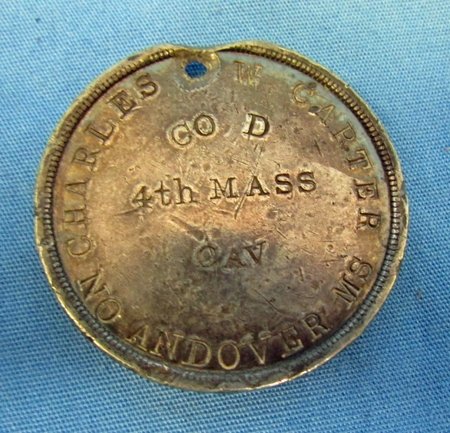 CHARLES W CARTER
CO D
4th MASS
CAV
NO ANDOVER MS